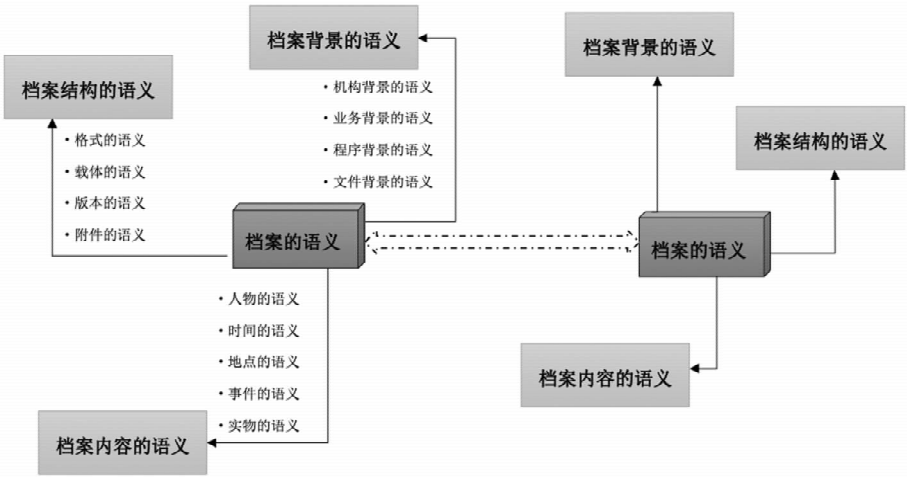 档案背景的语义
档案结构的语义
·机构背景的语义
·业务背景的语义
·程序背景的语义
·文件背景的语义
·格式的语义
·载体的语义
·版本的语义
·附件的语义
档案的语义
·人物的语义
·时间的语义
·地点的语义
·事件的语义
·实物的语义
档案内容的语义
档案背景的语义
档案结构的语义
档案的语义
档案内容的语义